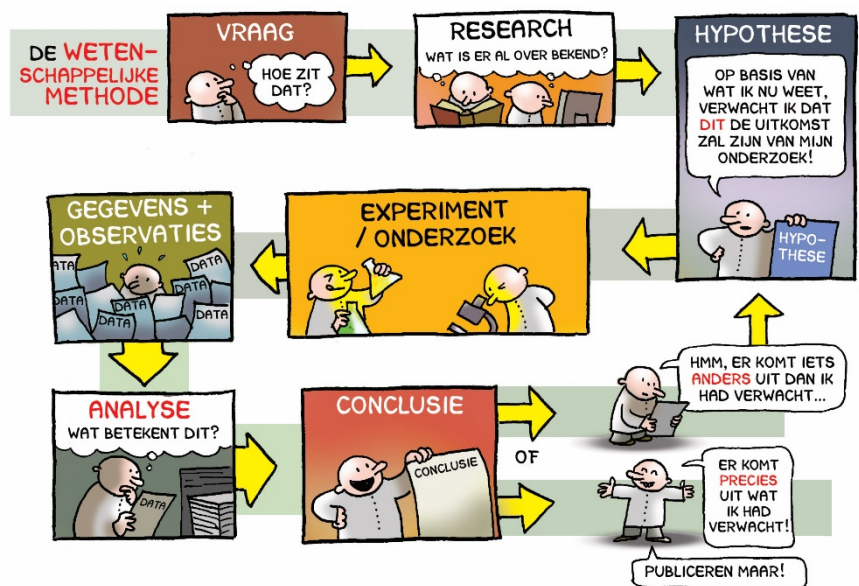 DE WETEN-
SCHAPPELIJKE
METHODE
VRAAG
HOE ZIT
DAT?
RESEARCH
WAT IS ER AL OVER BEKEND?
HYPOTHESE
OP BASIS VAN
WAT IK NU WEET,
VERWACHT IK DAT
DIT DE UITKOMST
ZAL ZIJN VAN MIJN
ONDERZOEK!
HYPO-
THESE
EXPERIMENT
/ ONDERZOEK
GEGEVENS +
OBSERVATIES
DATA
DATA
DATA
DATA
DATA
DATA
ANALYSE
WAT BETEKENT DIT?
DATA
CONCLUSIE
CONCLUSIE
OF
HMM, ER KOMT IETS
ANDERS UIT DAN IK
HAD VERWACHT...
ER KOMT
PRECIES
UIT WAT
IK HAD
VERWACHT!
PUBLICEREN MAAR!